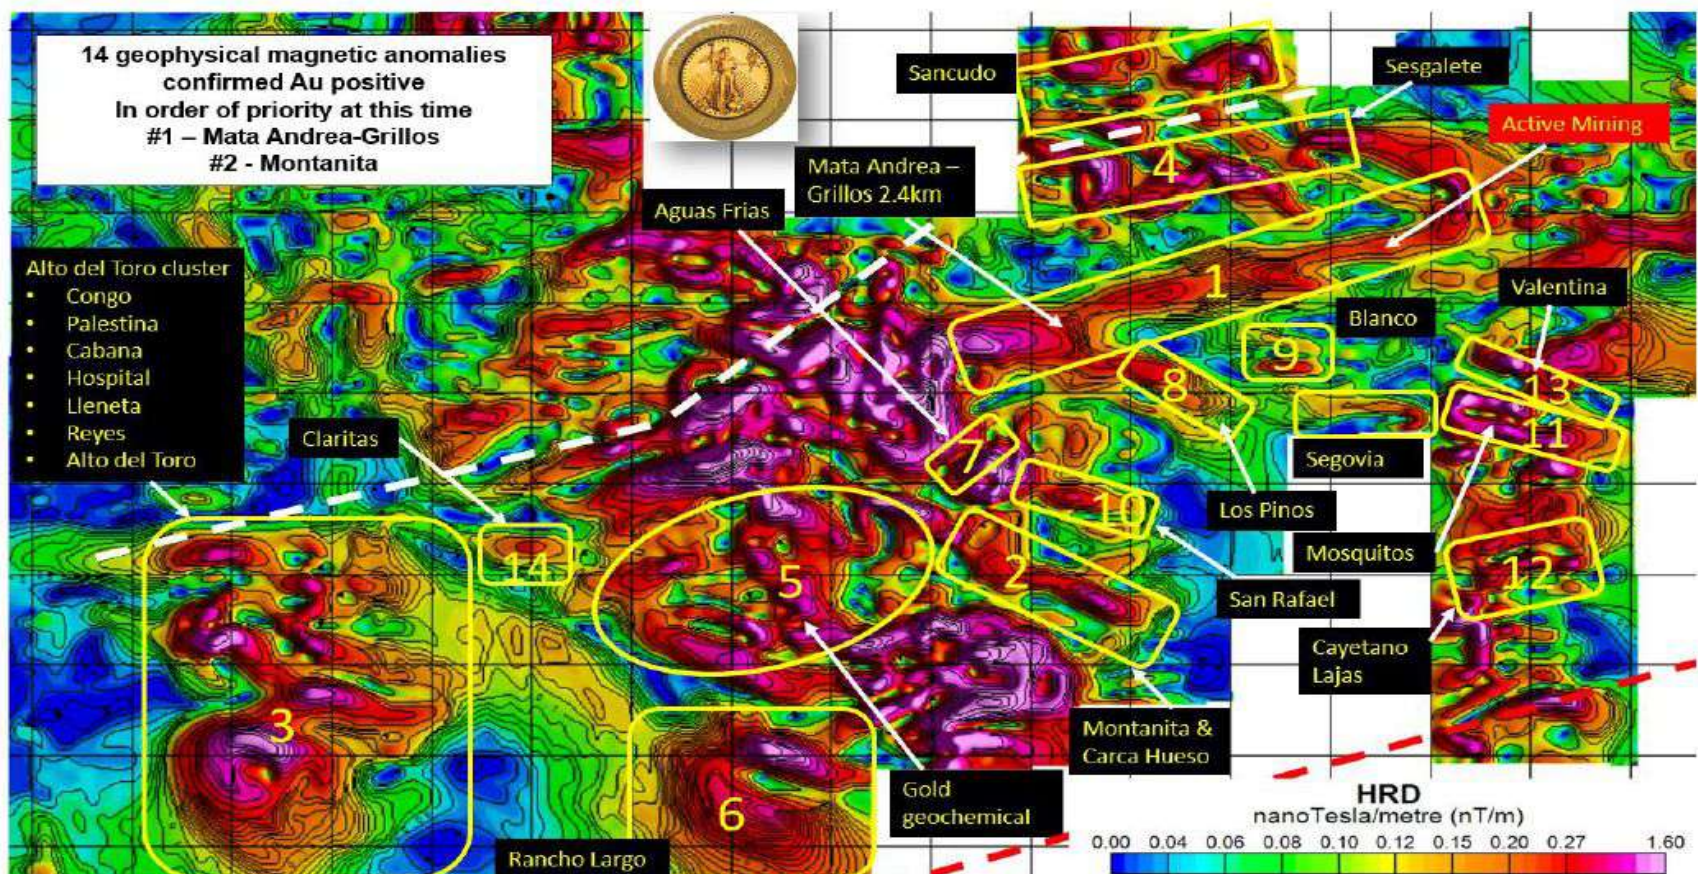 14 geophysical magnetic anomalies
confirmed Au positive
In order of priority at this time
#1 – Mata Andrea-Grillos
#2 - Montanita
Sancudo
Sesgalete
Active Mining
Mata Andrea –
Grillos 2.4km
Aguas Frias
4
Alto del Toro cluster
• Congo
• Palestina
• Cabana
• Hospital
• Lleneta
• Reyes
• Alto del Toro
1
Valentina
Blanco
9
8
13
11
Claritas
7
Segovia
Los Pinos
10
Mosquitos
14
5
2
12
San Rafael
Cayetano
Lajas
3
Montanita &
Carca Hueso
6
Gold
geochemical
Rancho Largo
HRD
nanoTesla/metre (nT/m)
0.00 0.04 0.06 0.08 0.10 0.12 0.15 0.20 0.27 1.60